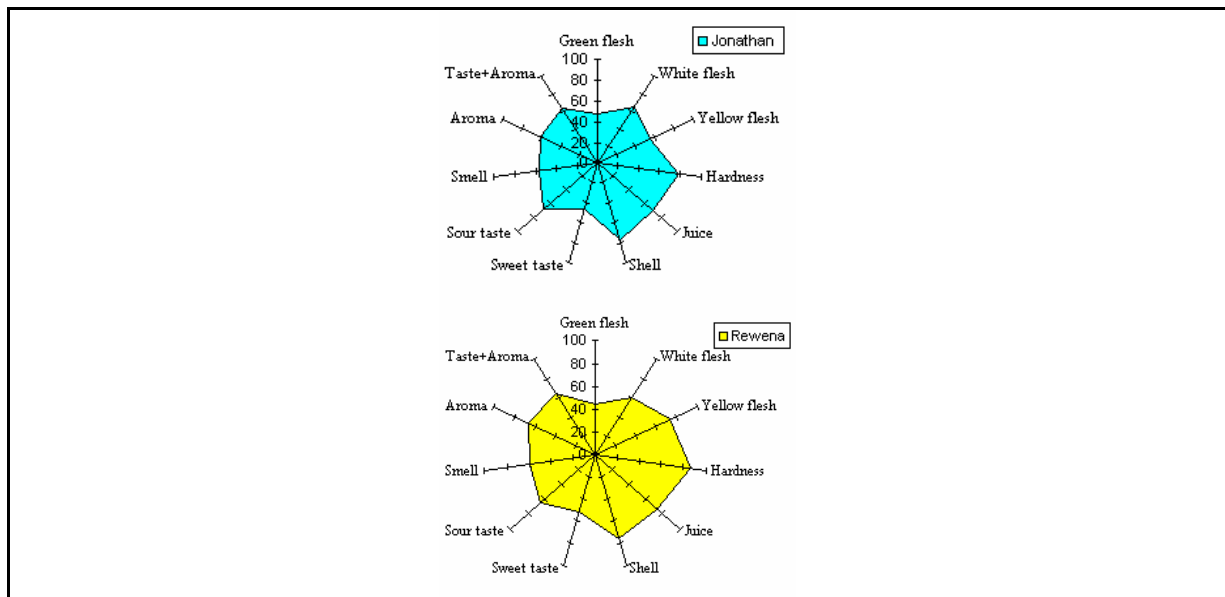 Green flesh
Jonathan
100
Taste+Aroma
White flesh
80
60
Aroma
Yellow flesh
40
20
0
Smell
Hardness
Sour taste
Juice
Sweet taste
Shell
Green flesh
Rewena
100
Taste+Aroma
White flesh
80
60
Aroma
Yellow flesh
40
20
0
Smell
Hardness
Sour taste
Juice
Sweet taste
Shell